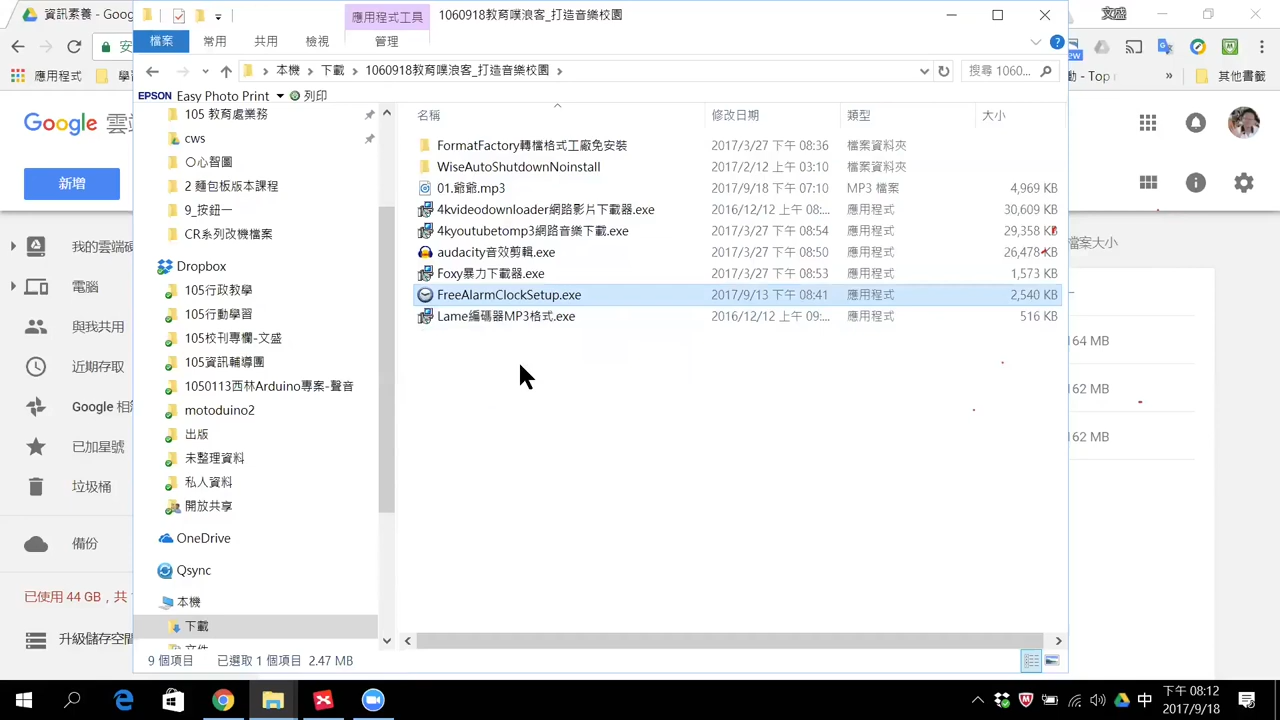 資訊素養 - Goo
應用程式工具
1060918教育噗浪客_打造音樂校園
文盛
檔案
常用
共用
檢視
管理
安
本機
下載
1060918教育噗浪客_打造音樂校園
搜尋 1060...
應用程式
其他書籤
EPSON Easy Photo Print
列印
Google 雲端
名稱
修改日期
類型
大小
新增
我的雲端硬
電腦
與我共用
近期存取
Google 相
已加星號
垃圾桶
備份
已使用 44 GB，共
升級儲存空間
105 教育處業務
cws
○心智圖
2 麵包板版本課程
9_按鈕一
CR系列改機檔案
Dropbox
105行政教學
105行動學習
105校刊專欄-文盛
105資訊輔導團
1050113西林Arduino專案-聲音
motoduino2
出版
未整理資料
私人資料
開放共享
OneDrive
Qsync
本機
下載
FormatFactory轉檔格式工廠免安裝 2017/3/27 下午 08:36 檔案資料夾
WiseAutoShutdownNoinstall 2017/2/12 上午 03:10 檔案資料夾
01.爺爺.mp3 2017/9/18 下午 07:10 MP3 檔案 4,969 KB
4kvideodownloader網路影片下載器.exe 2016/12/12 上午 08:... 應用程式 30,609 KB
4kyoutubetomp3網路音樂下載.exe 2017/3/27 下午 08:54 應用程式 29,358 KB
audacity音效剪輯.exe 2017/3/27 下午 08:50 應用程式 26,478 KB
Foxy暴力下載器.exe 2017/3/27 下午 08:53 應用程式 1,573 KB
FreeAlarmClockSetup.exe 2017/9/13 下午 08:41 應用程式 2,540 KB
Lame編碼器MP3格式.exe 2016/12/12 上午 09:... 應用程式 516 KB
檔案大小
64 MB
62 MB
62 MB
9 個項目
已選取 1 個項目 2.47 MB
中
下午 08:12
2017/9/18